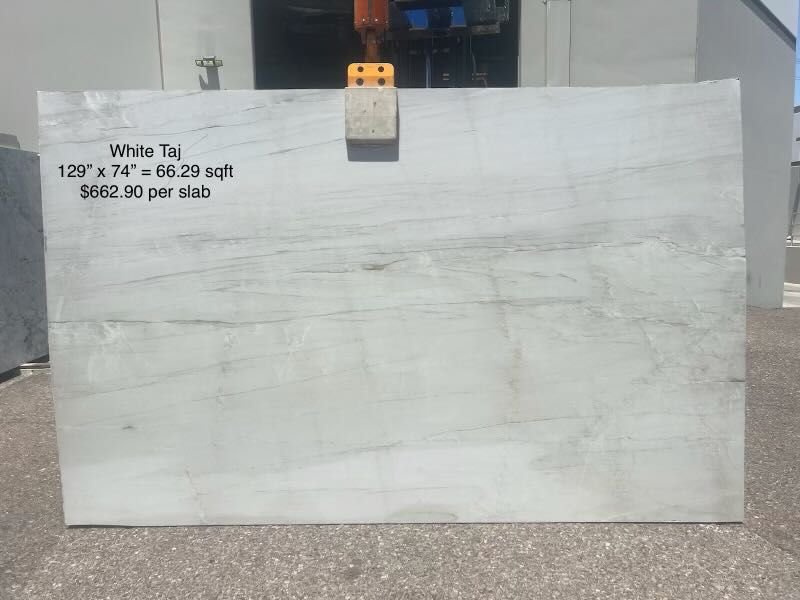 White Taj
129” x 74” = 66.29 sqft
$662.90 per slab